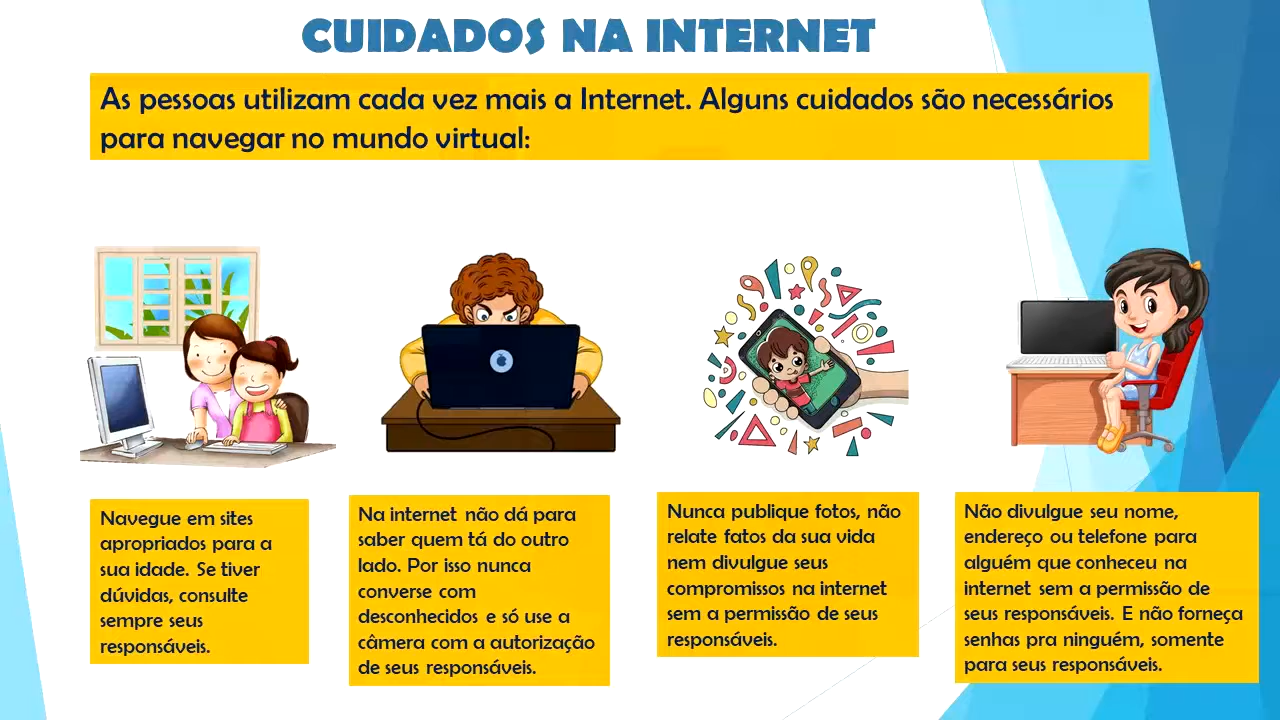 CUIDADOS NA INTERNET
As pessoas utilizam cada vez mais a Internet. Alguns cuidados são necessários
para navegar no mundo virtual:
Navegue em sites
apropriados para a
sua idade. Se tiver
dúvidas, consulte
sempre seus
responsáveis.
Na internet não dá para
saber quem tá do outro
lado. Por isso nunca
converse com
desconhecidos e só use a
câmera com a autorização
de seus responsáveis.
Nunca publique fotos, não
relate fatos da sua vida
nem divulgue seus
compromissos na internet
sem a permissão de seus
responsáveis.
Não divulgue seu nome,
endereço ou telefone para
alguém que conheceu na
internet sem a permissão de
seus responsáveis. E não forneça
senhas pra ninguém, somente
para seus responsáveis.